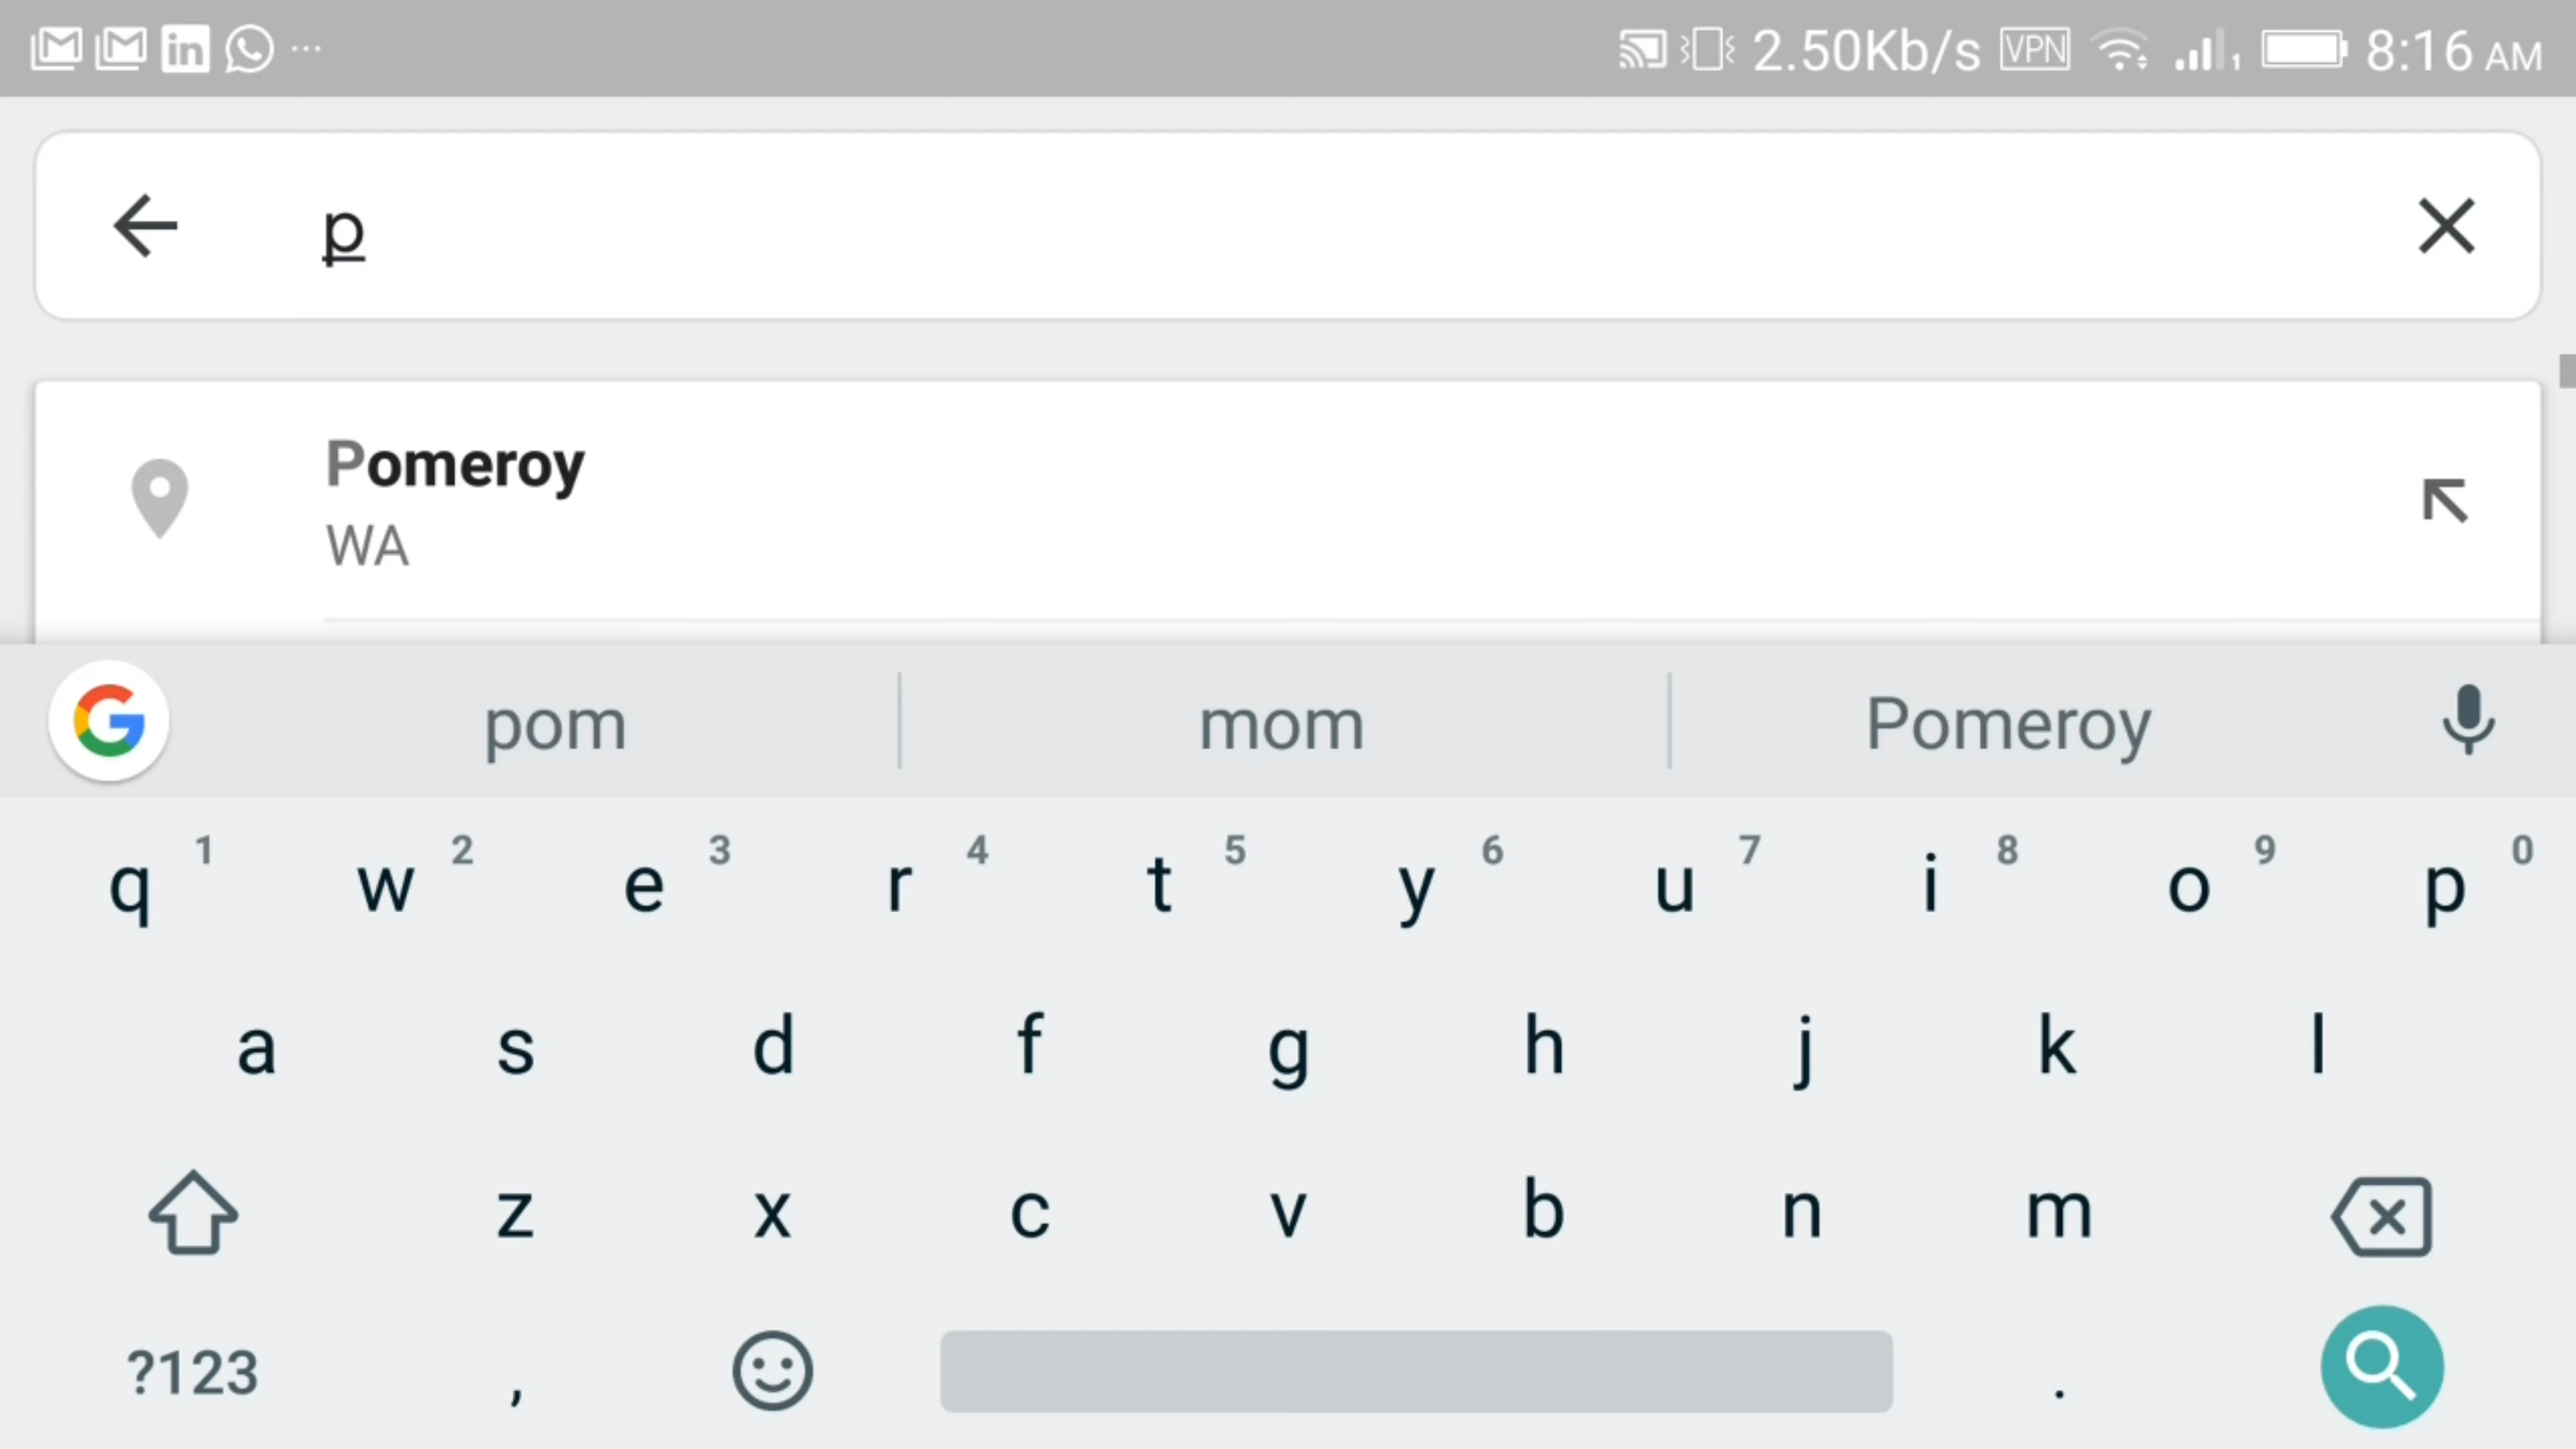 2.50Kb/s VPN 8:16 AM
p
Pomeroy
WA
pom mom Pomeroy
q 1 w 2 e 3 r 4 t 5 y 6 u 7 i 8 o 9 p 0
a s d f g h j k l
z x c v b n m
?123 , .